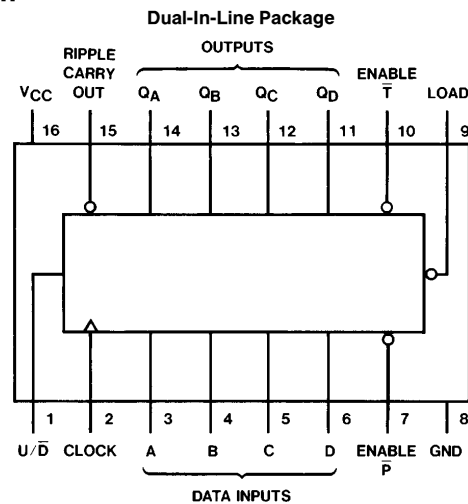 Dual-In-Line Package
OUTPUTS
RIPPLE
CARRY
OUT
ENABLE
VCC QA QB QC QD T̅ LOAD
16 15 14 13 12 11 10 9
1 2 3 4 5 6 7 8
U/D̅ CLOCK A B C D ENABLE GND
P̅
DATA INPUTS